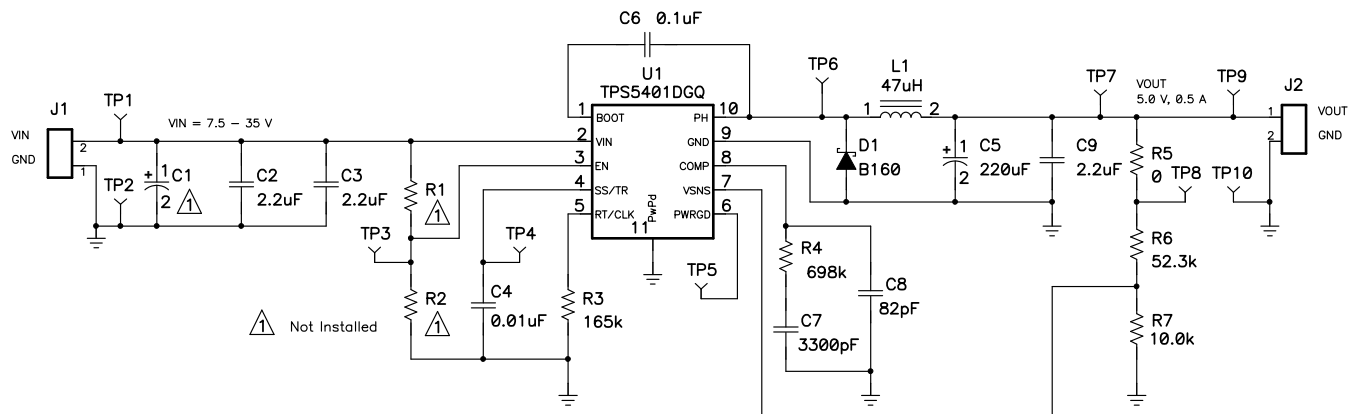 C6 0.1uF
U1
TPS5401DGQ
1 BOOT
2 VIN
3 EN
4 SS/TR
5 RT/CLK
PH 10
GND 9
COMP 8
VSNS 7
PWRGD 6
PwPd
11
J1
VIN
GND
2
1
TP1
VIN = 7.5 – 35 V
TP2
+
1
C1
2
1
C2
2.2uF
C3
2.2uF
R1
1
TP3
R2
1
1 Not Installed
TP4
C4
0.01uF
R3
165k
TP5
TP6
L1
47uH
1
2
D1
B160
+
1
C5
2
220uF
C9
2.2uF
R4
698k
C7
3300pF
C8
82pF
TP7
VOUT
5.0 V, 0.5 A
TP9
J2
1
2
VOUT
GND
R5
0
TP8
TP10
R6
52.3k
R7
10.0k